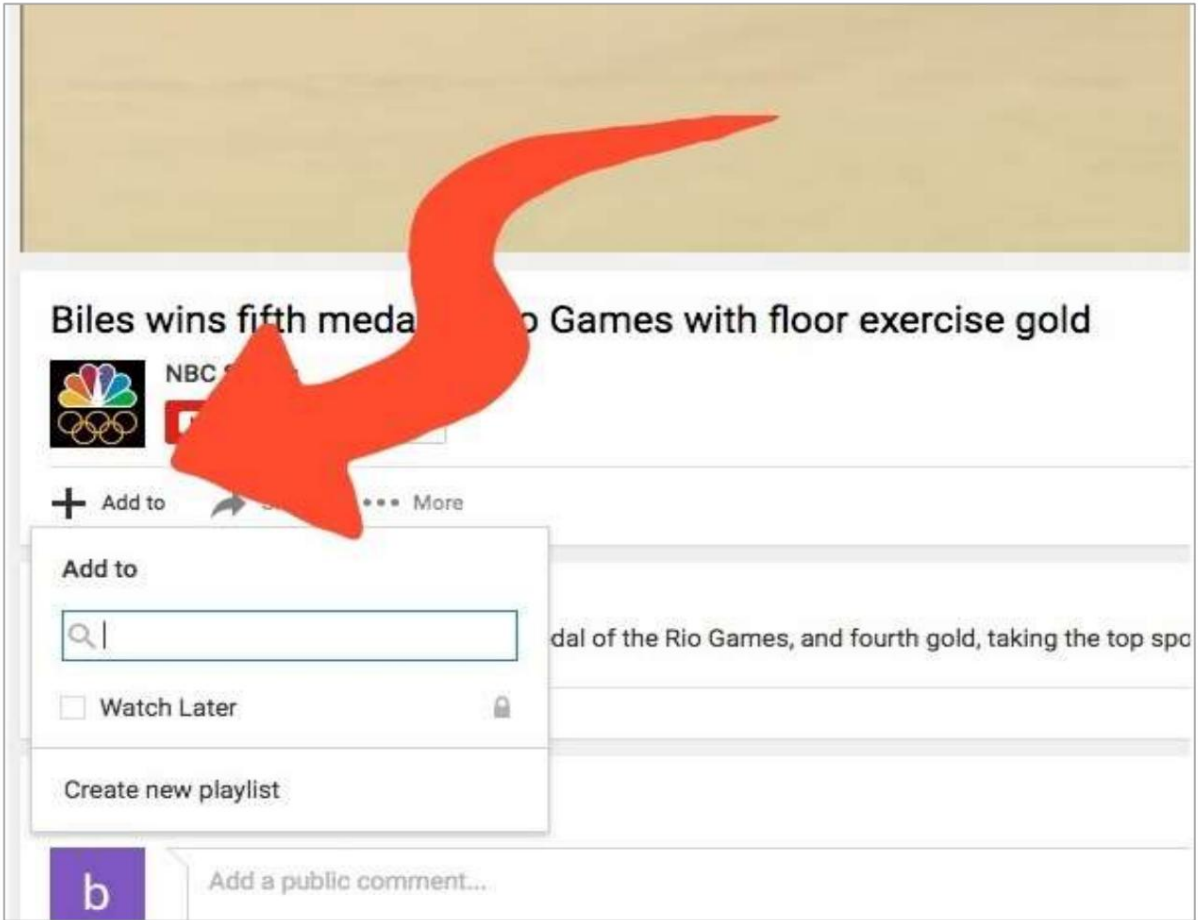 Biles wins fifth meda o Games with floor exercise gold
NBC S
Add to
More
Add to
dal of the Rio Games, and fourth gold, taking the top spo
Watch Later
Create new playlist
b
Add a public comment...